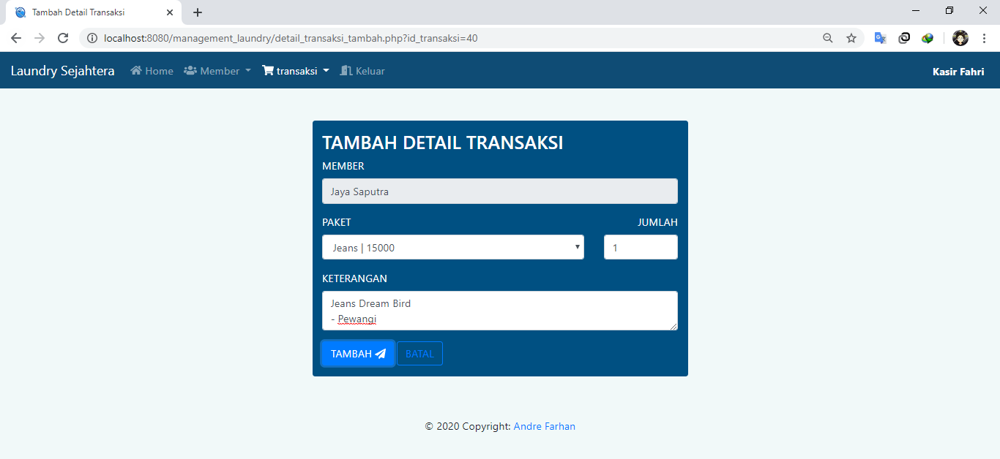 Tambah Detail Transaksi
localhost:8080/management_laundry/detail_transaksi_tambah.php?id_transaksi=40
Laundry Sejahtera Home Member transaksi Keluar Kasir Fahri
TAMBAH DETAIL TRANSAKSI
MEMBER
Jaya Saputra
PAKET JUMLAH
Jeans | 15000 1
KETERANGAN
Jeans Dream Bird
- Pewangi
TAMBAH BATAL
© 2020 Copyright: Andre Farhan